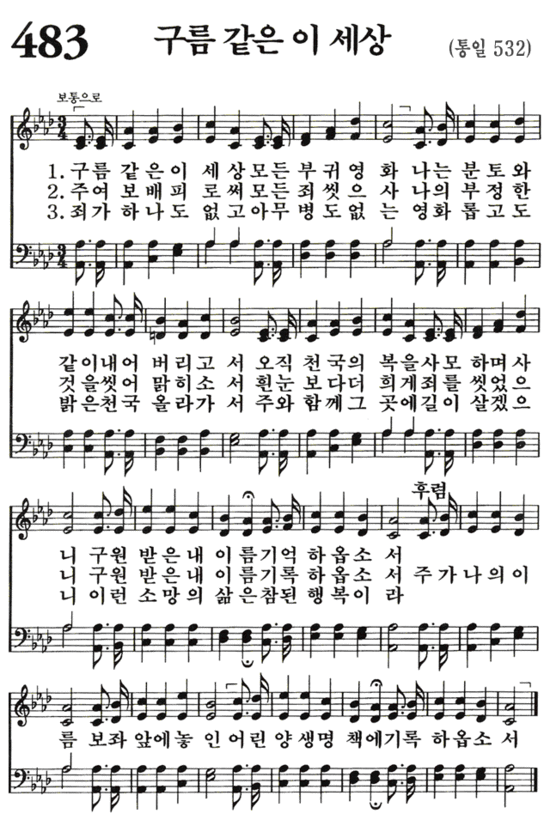 483 구름 같은 이 세상 (통일 532)
보통으로
1. 구름 같은이 세상모든 부귀영 화 나는 분토와
2. 주여 보배피 로써모든 죄씻으 사 나의 부정한
3. 죄가 하나도 없고아무 병도없 는 영화 롭고도
같이내어 버리고 서 오직 천국의 복을사모 하며사
것을씻어 맑히소 서 흰눈 보다더 희게죄를 씻었으
밝은천국 올라가 서 주와 함께그 곳에길이 살겠으
후렴
니 구원 받은내 이름기억 하옵소 서
니 구원 받은내 이름기록 하옵소 서 주가 나의이
니 이런 소망의 삶은참된 행복이 라
름 보좌 앞에놓 인어린 양생명 책에기록 하옵소 서